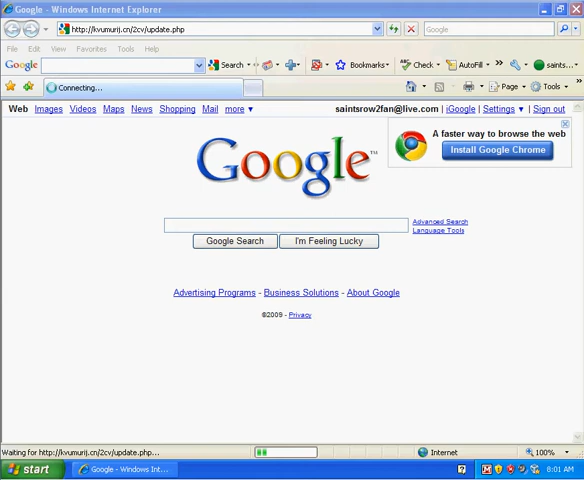 Google - Windows Internet Explorer
http://kvumurij.cn/2cv/update.php
Google
File Edit View Favorites Tools Help
Google Search Bookmarks Check AutoFill saints...
Connecting... Page Tools
Web Images Videos Maps News Shopping Mail more saintsrow2fan@live.com | iGoogle | Settings | Sign out
A faster way to browse the web
Install Google Chrome
Google™
Advanced Search
Language Tools
Google Search I'm Feeling Lucky
Advertising Programs - Business Solutions - About Google
©2009 - Privacy
Waiting for http://kvumurij.cn/2cv/update.php... Internet 100%
start Google - Windows Int... 8:01 AM